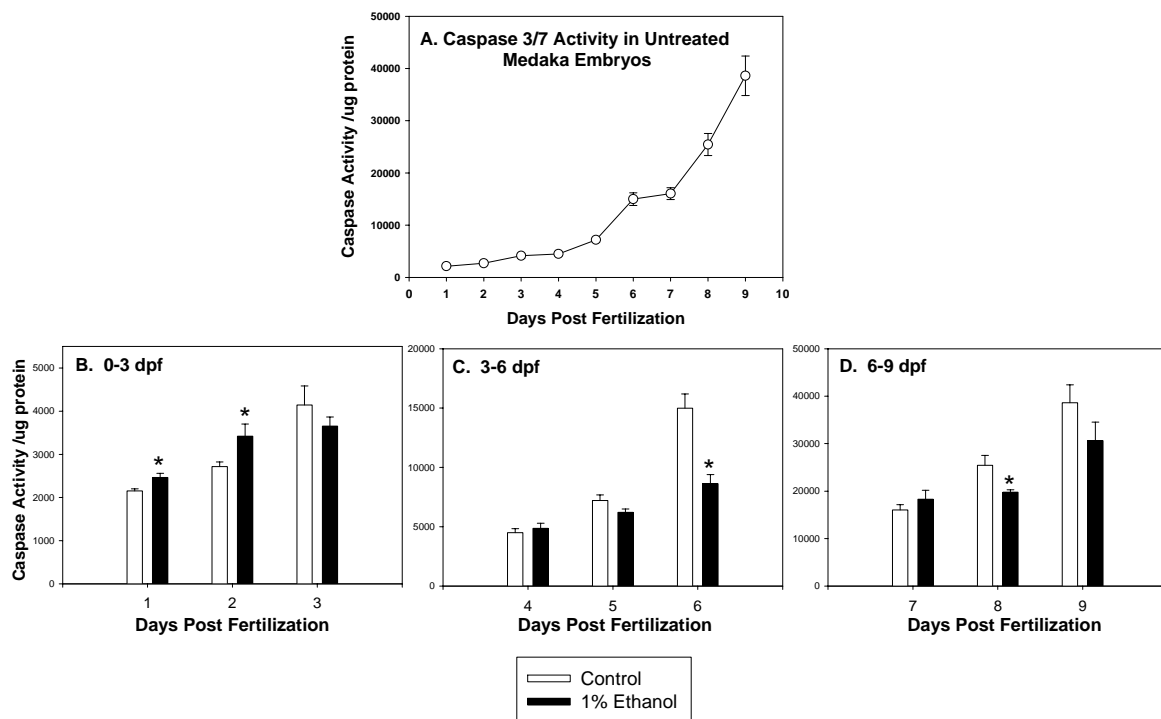 A. Caspase 3/7 Activity in Untreated
Medaka Embryos
Caspase Activity /ug protein
50000
40000
30000
20000
10000
0
0 1 2 3 4 5 6 7 8 9 10
Days Post Fertilization
B. 0-3 dpf
Caspase Activity /ug protein
5000
4000
3000
2000
1000
0
* *
1 2 3
Days Post Fertilization
C. 3-6 dpf
20000
15000
10000
5000
0
*
4 5 6
Days Post Fertilization
D. 6-9 dpf
50000
40000
30000
20000
10000
0
*
7 8 9
Days Post Fertilization
Control
1% Ethanol